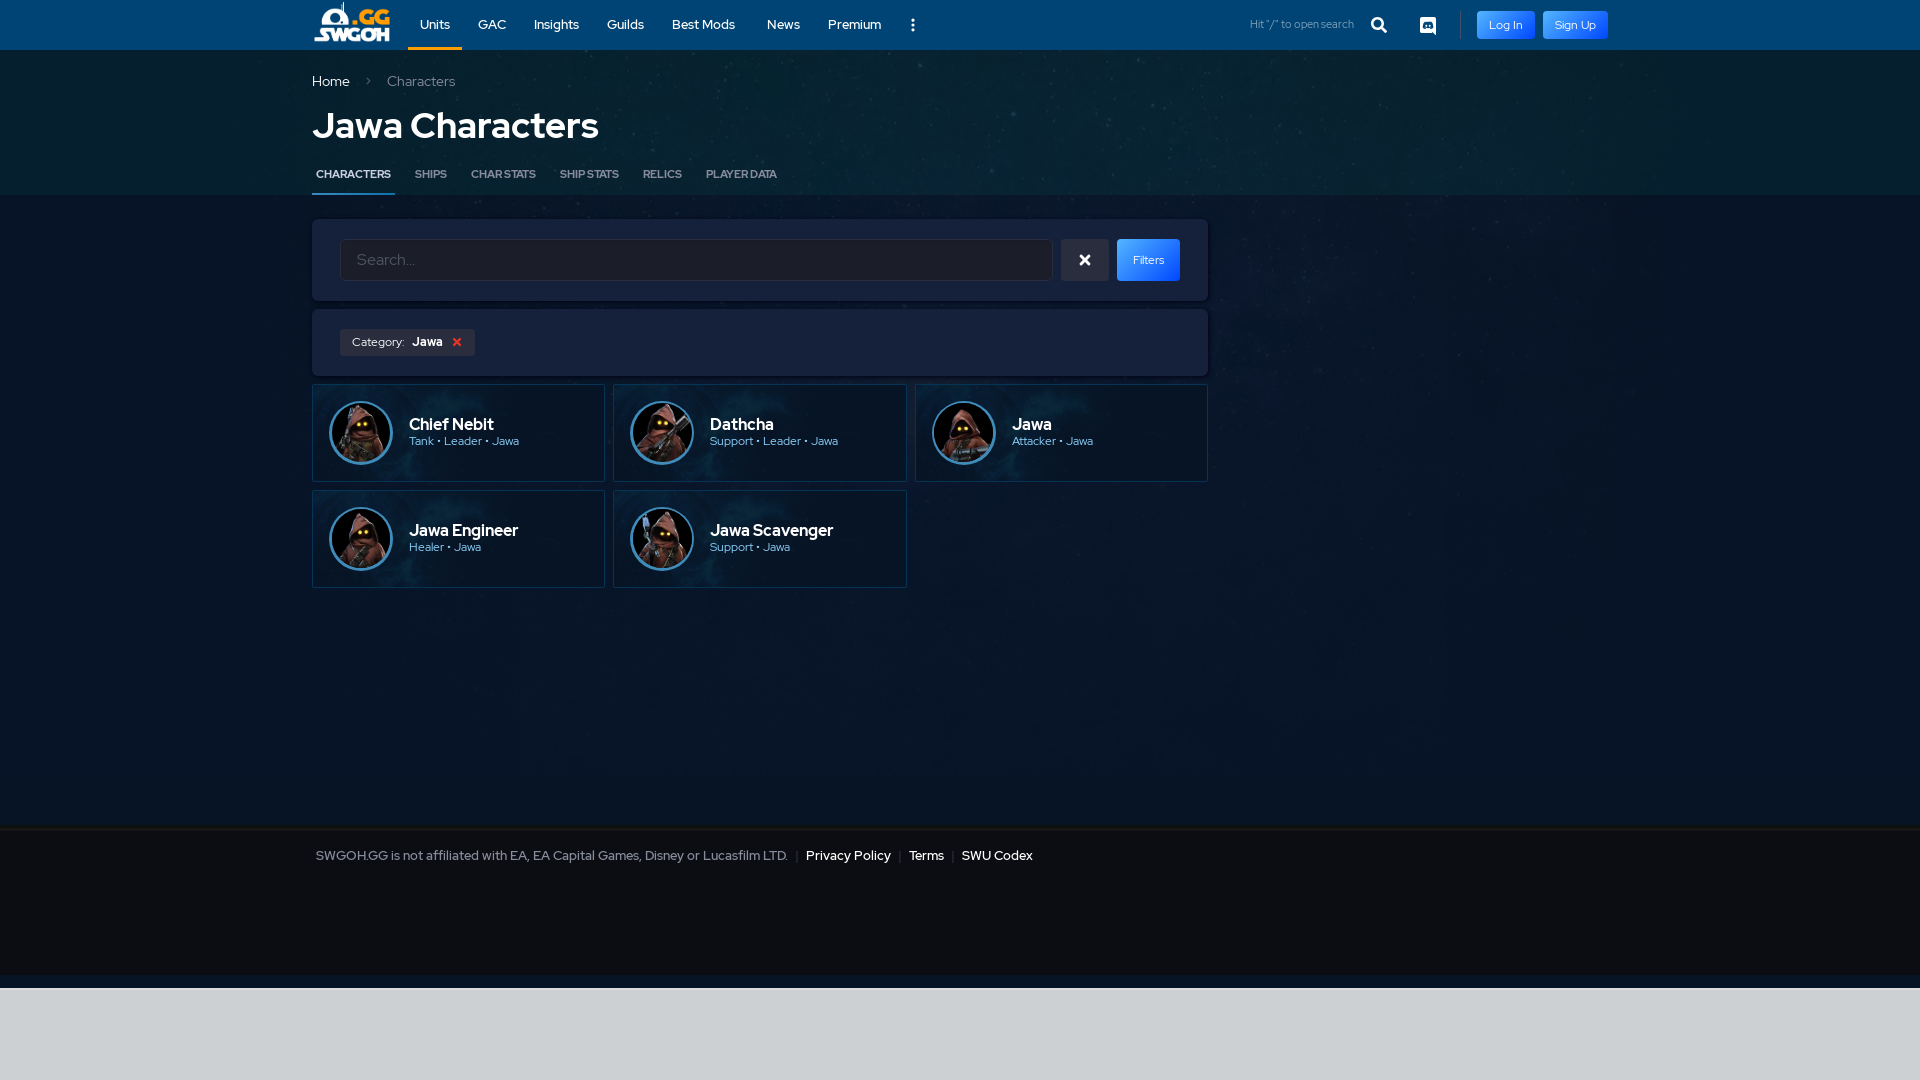 .GG
SWGOH
Units
GAC
Insights
Guilds
Best Mods
News
Premium
Hit "/" to open search
Log In
Sign Up
Home
Characters
Jawa Characters
CHARACTERS
SHIPS
CHAR STATS
SHIP STATS
RELICS
PLAYER DATA
Search...
Filters
Category: Jawa
Chief Nebit
Tank • Leader • Jawa
Dathcha
Support • Leader • Jawa
Jawa
Attacker • Jawa
Jawa Engineer
Healer • Jawa
Jawa Scavenger
Support • Jawa
SWGOH.GG is not affiliated with EA, EA Capital Games, Disney or Lucasfilm LTD. | Privacy Policy | Terms | SWU Codex